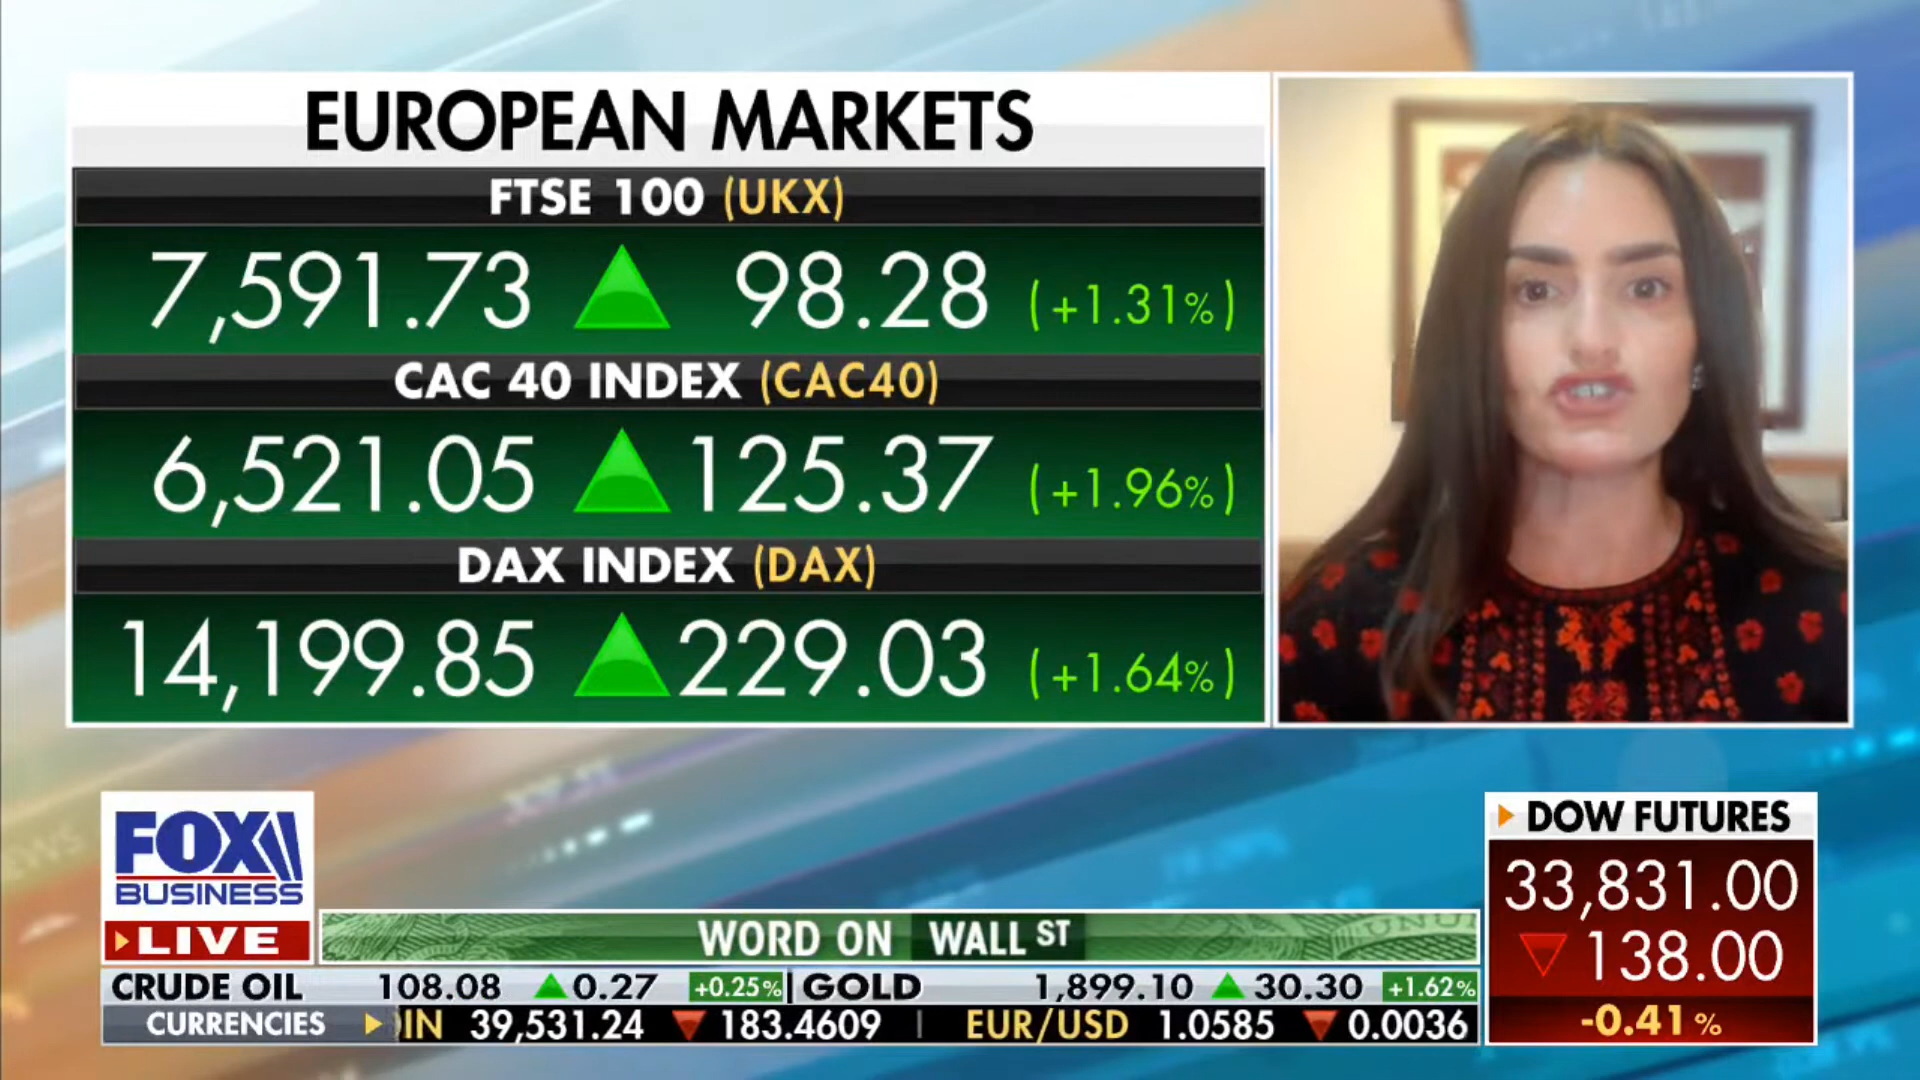 EUROPEAN MARKETS
FTSE 100 (UKX)
7,591.73 ▲ 98.28 (+1.31%)
CAC 40 INDEX (CAC40)
6,521.05 ▲ 125.37 (+1.96%)
DAX INDEX (DAX)
14,199.85 ▲ 229.03 (+1.64%)
FOX
BUSINESS
LIVE
WORD ON WALL ST
CRUDE OIL 108.08 ▲ 0.27 +0.25% | GOLD 1,899.10 ▲ 30.30 +1.62%
CURRENCIES IN 39,531.24 ▼ 183.4609 | EUR/USD 1.0585 ▼ 0.0036
DOW FUTURES
33,831.00
▼ 138.00
-0.41%